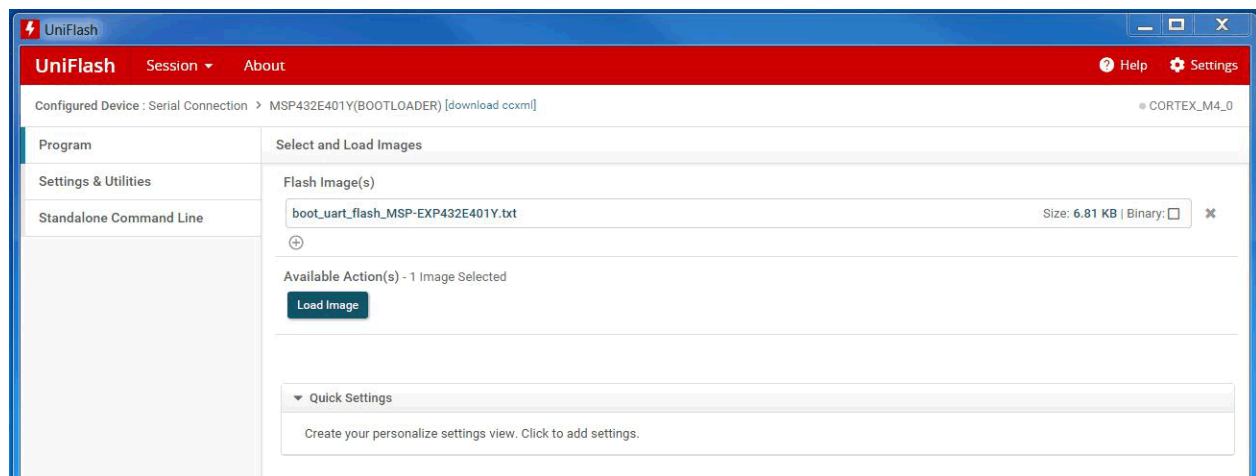 UniFlash
UniFlash Session About Help Settings
Configured Device : Serial Connection > MSP432E401Y(BOOTLOADER) [download ccxml] CORTEX_M4_0
Program Select and Load Images
Settings & Utilities Flash Image(s)
Standalone Command Line boot_uart_flash_MSP-EXP432E401Y.txt Size: 6.81 KB | Binary:
Available Action(s) - 1 Image Selected
Load Image
Quick Settings
Create your personalize settings view. Click to add settings.